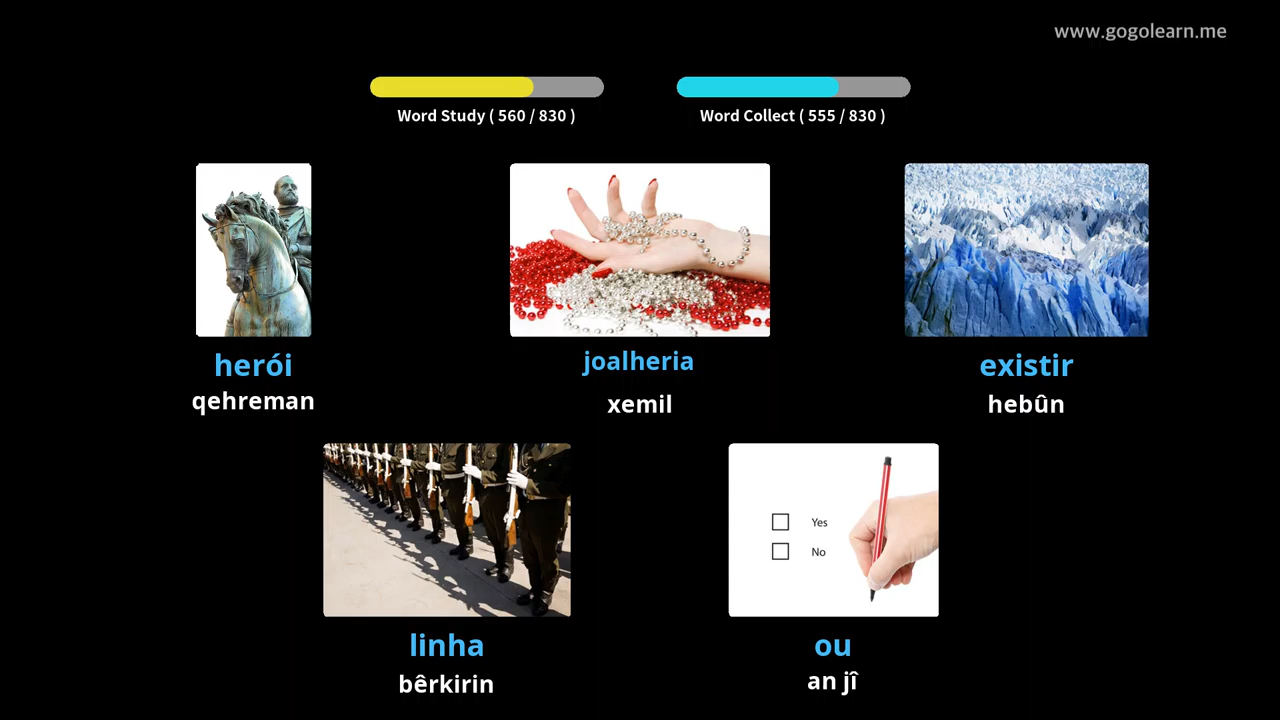 www.gogolearn.me
Word Study ( 560 / 830 )
Word Collect ( 555 / 830 )
herói
qehreman
joalheria
xemil
existir
hebûn
linha
bêrkirin
Yes
No
ou
an jî